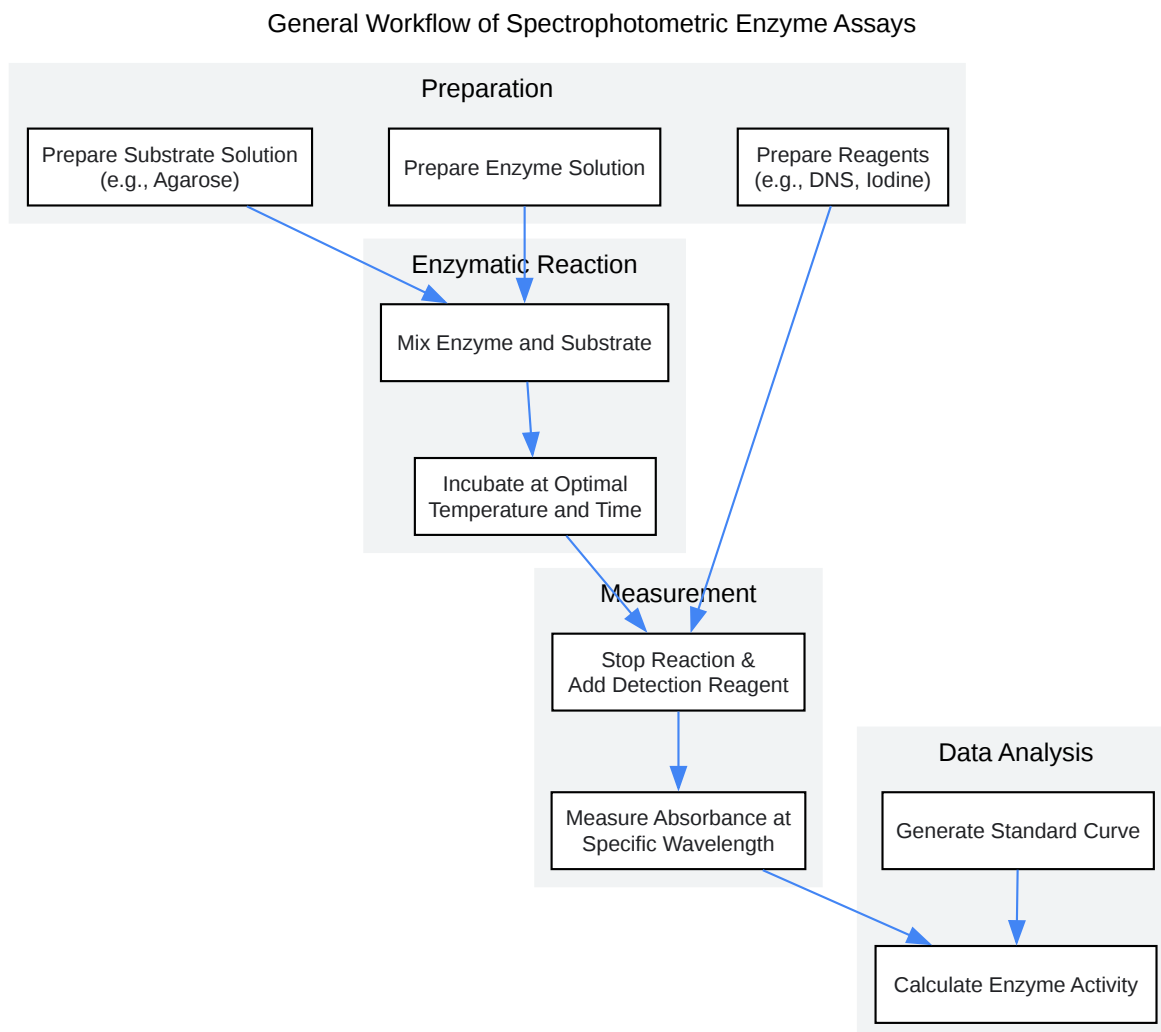 General Workflow of Spectrophotometric Enzyme Assays
Preparation
Prepare Substrate Solution
(e.g., Agarose)
Prepare Enzyme Solution
Prepare Reagents
(e.g., DNS, Iodine)
Enzymatic Reaction
Mix Enzyme and Substrate
Incubate at Optimal
Temperature and Time
Measurement
Stop Reaction &
Add Detection Reagent
Measure Absorbance at
Specific Wavelength
Data Analysis
Generate Standard Curve
Calculate Enzyme Activity